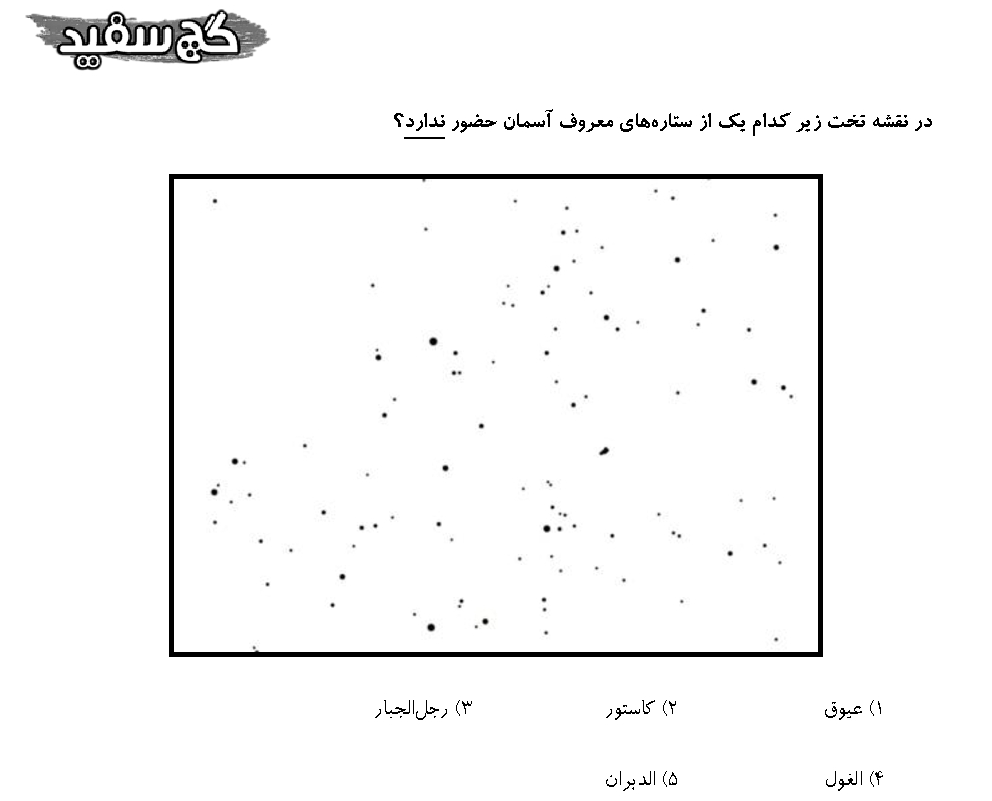 گچ سفید
در نقشه تخت زیر کدام یک از ستاره‌های معروف آسمان حضور ندارد؟
۱) عیوق ۲) کاستور ۳) رجل‌الجبار
۴) الغول ۵) الدبران